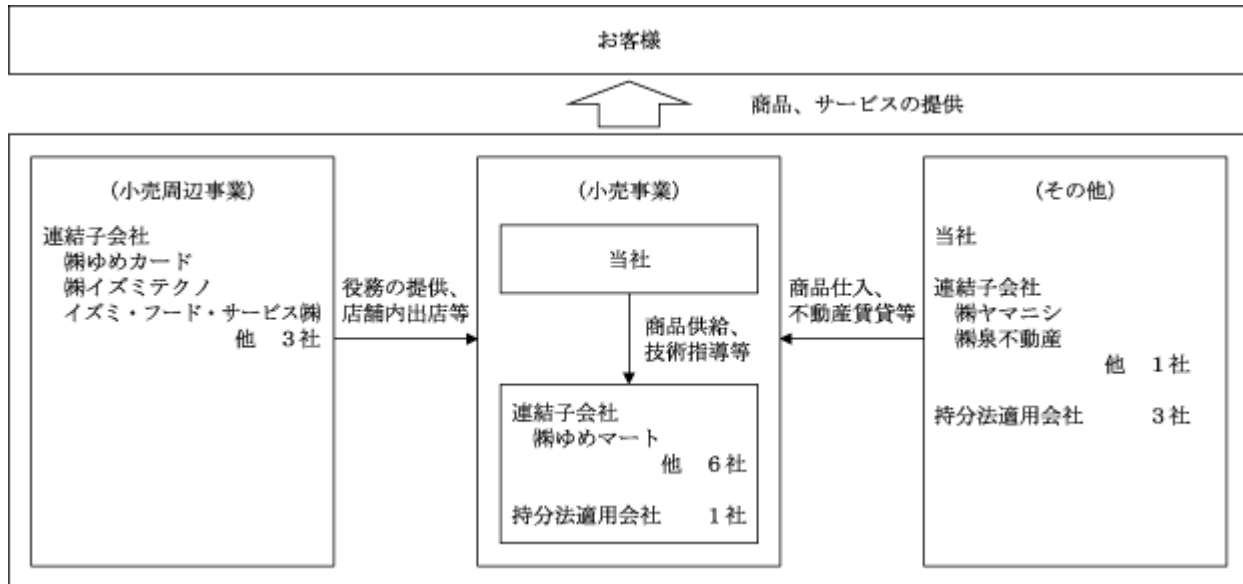 お客様
商品、サービスの提供
(小売周辺事業)
連結子会社
㈱ゆめカード
㈱イズミテクノ
イズミ・フード・サービス㈱
他 3社
役務の提供、
店舗内出店等
(小売事業)
当社
商品供給、
技術指導等
連結子会社
㈱ゆめマート
他 6社
持分法適用会社 1社
商品仕入、
不動産賃貸等
(その他)
当社
連結子会社
㈱ヤマニシ
㈱泉不動産
他 1社
持分法適用会社 3社